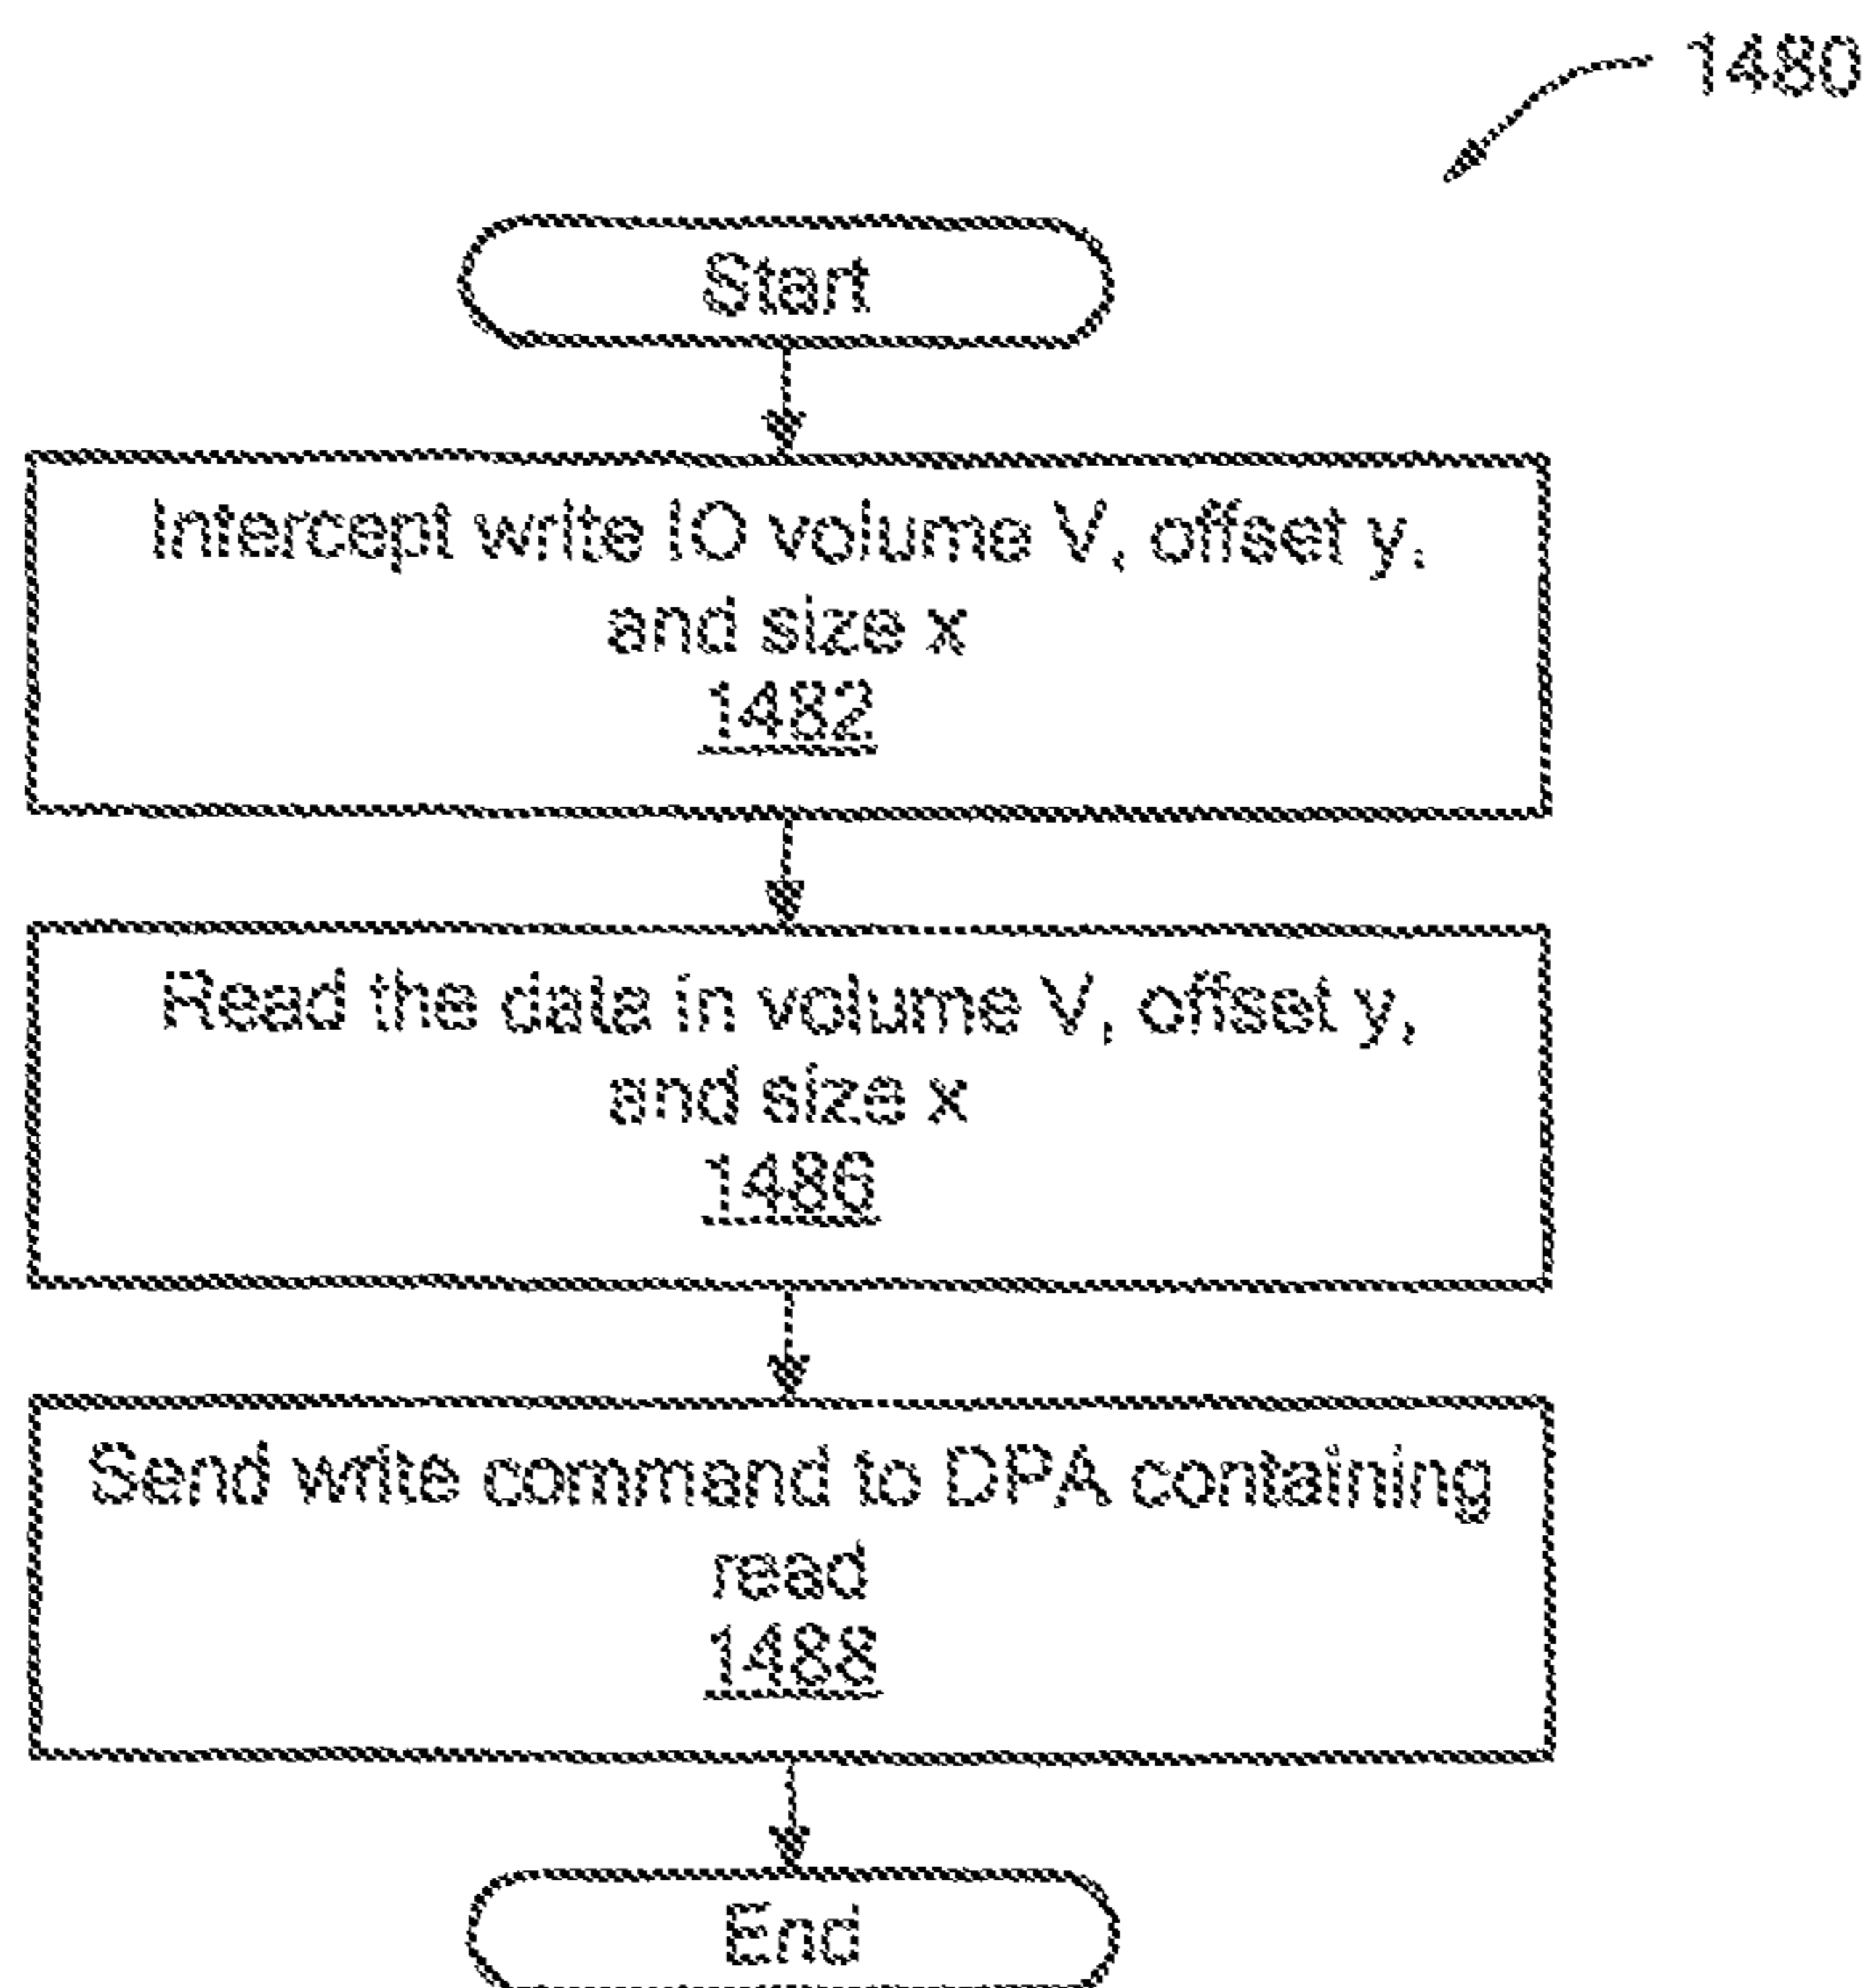 1480
Start
Intercept write IO volume V, offset y,
and size x
1482
Read the data in volume V, offset y,
and size x
1486
Send write command to DPA containing
read
1488
End